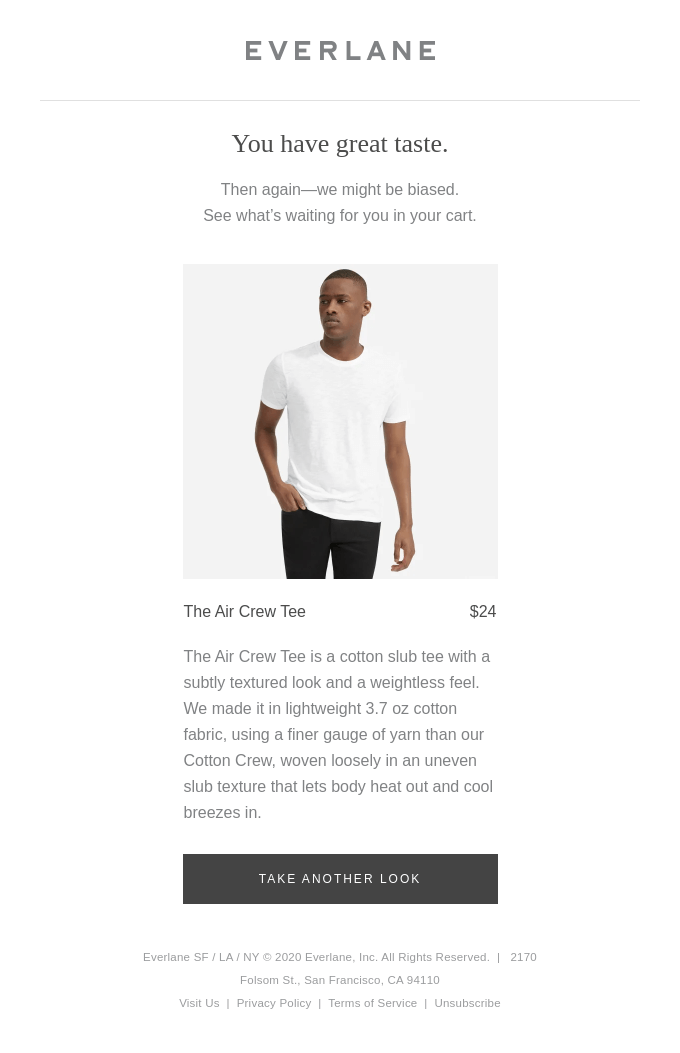 EVERLANE
You have great taste.
Then again—we might be biased.
See what’s waiting for you in your cart.
The Air Crew Tee $24
The Air Crew Tee is a cotton slub tee with a
subtly textured look and a weightless feel.
We made it in lightweight 3.7 oz cotton
fabric, using a finer gauge of yarn than our
Cotton Crew, woven loosely in an uneven
slub texture that lets body heat out and cool
breezes in.
TAKE ANOTHER LOOK
Everlane SF / LA / NY © 2020 Everlane, Inc. All Rights Reserved. | 2170
Folsom St., San Francisco, CA 94110
Visit Us | Privacy Policy | Terms of Service | Unsubscribe